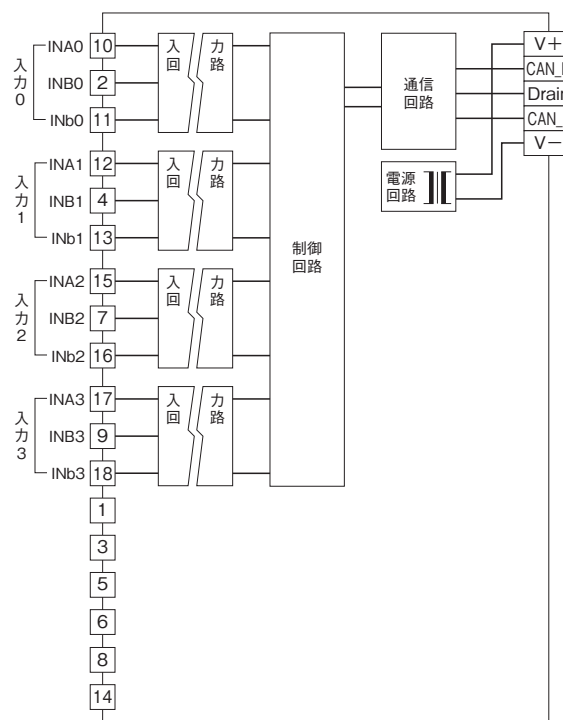 入力0
INA0 10
INB0 2
INb0 11
入 力
回 路
入力1
INA1 12
INB1 4
INb1 13
入 力
回 路
入力2
INA2 15
INB2 7
INb2 16
入 力
回 路
入力3
INA3 17
INB3 9
INb3 18
入 力
回 路
1
3
5
6
8
14
制御
回路
通信
回路
電源
回路
V+
CAN_
Drain
CAN_
V−